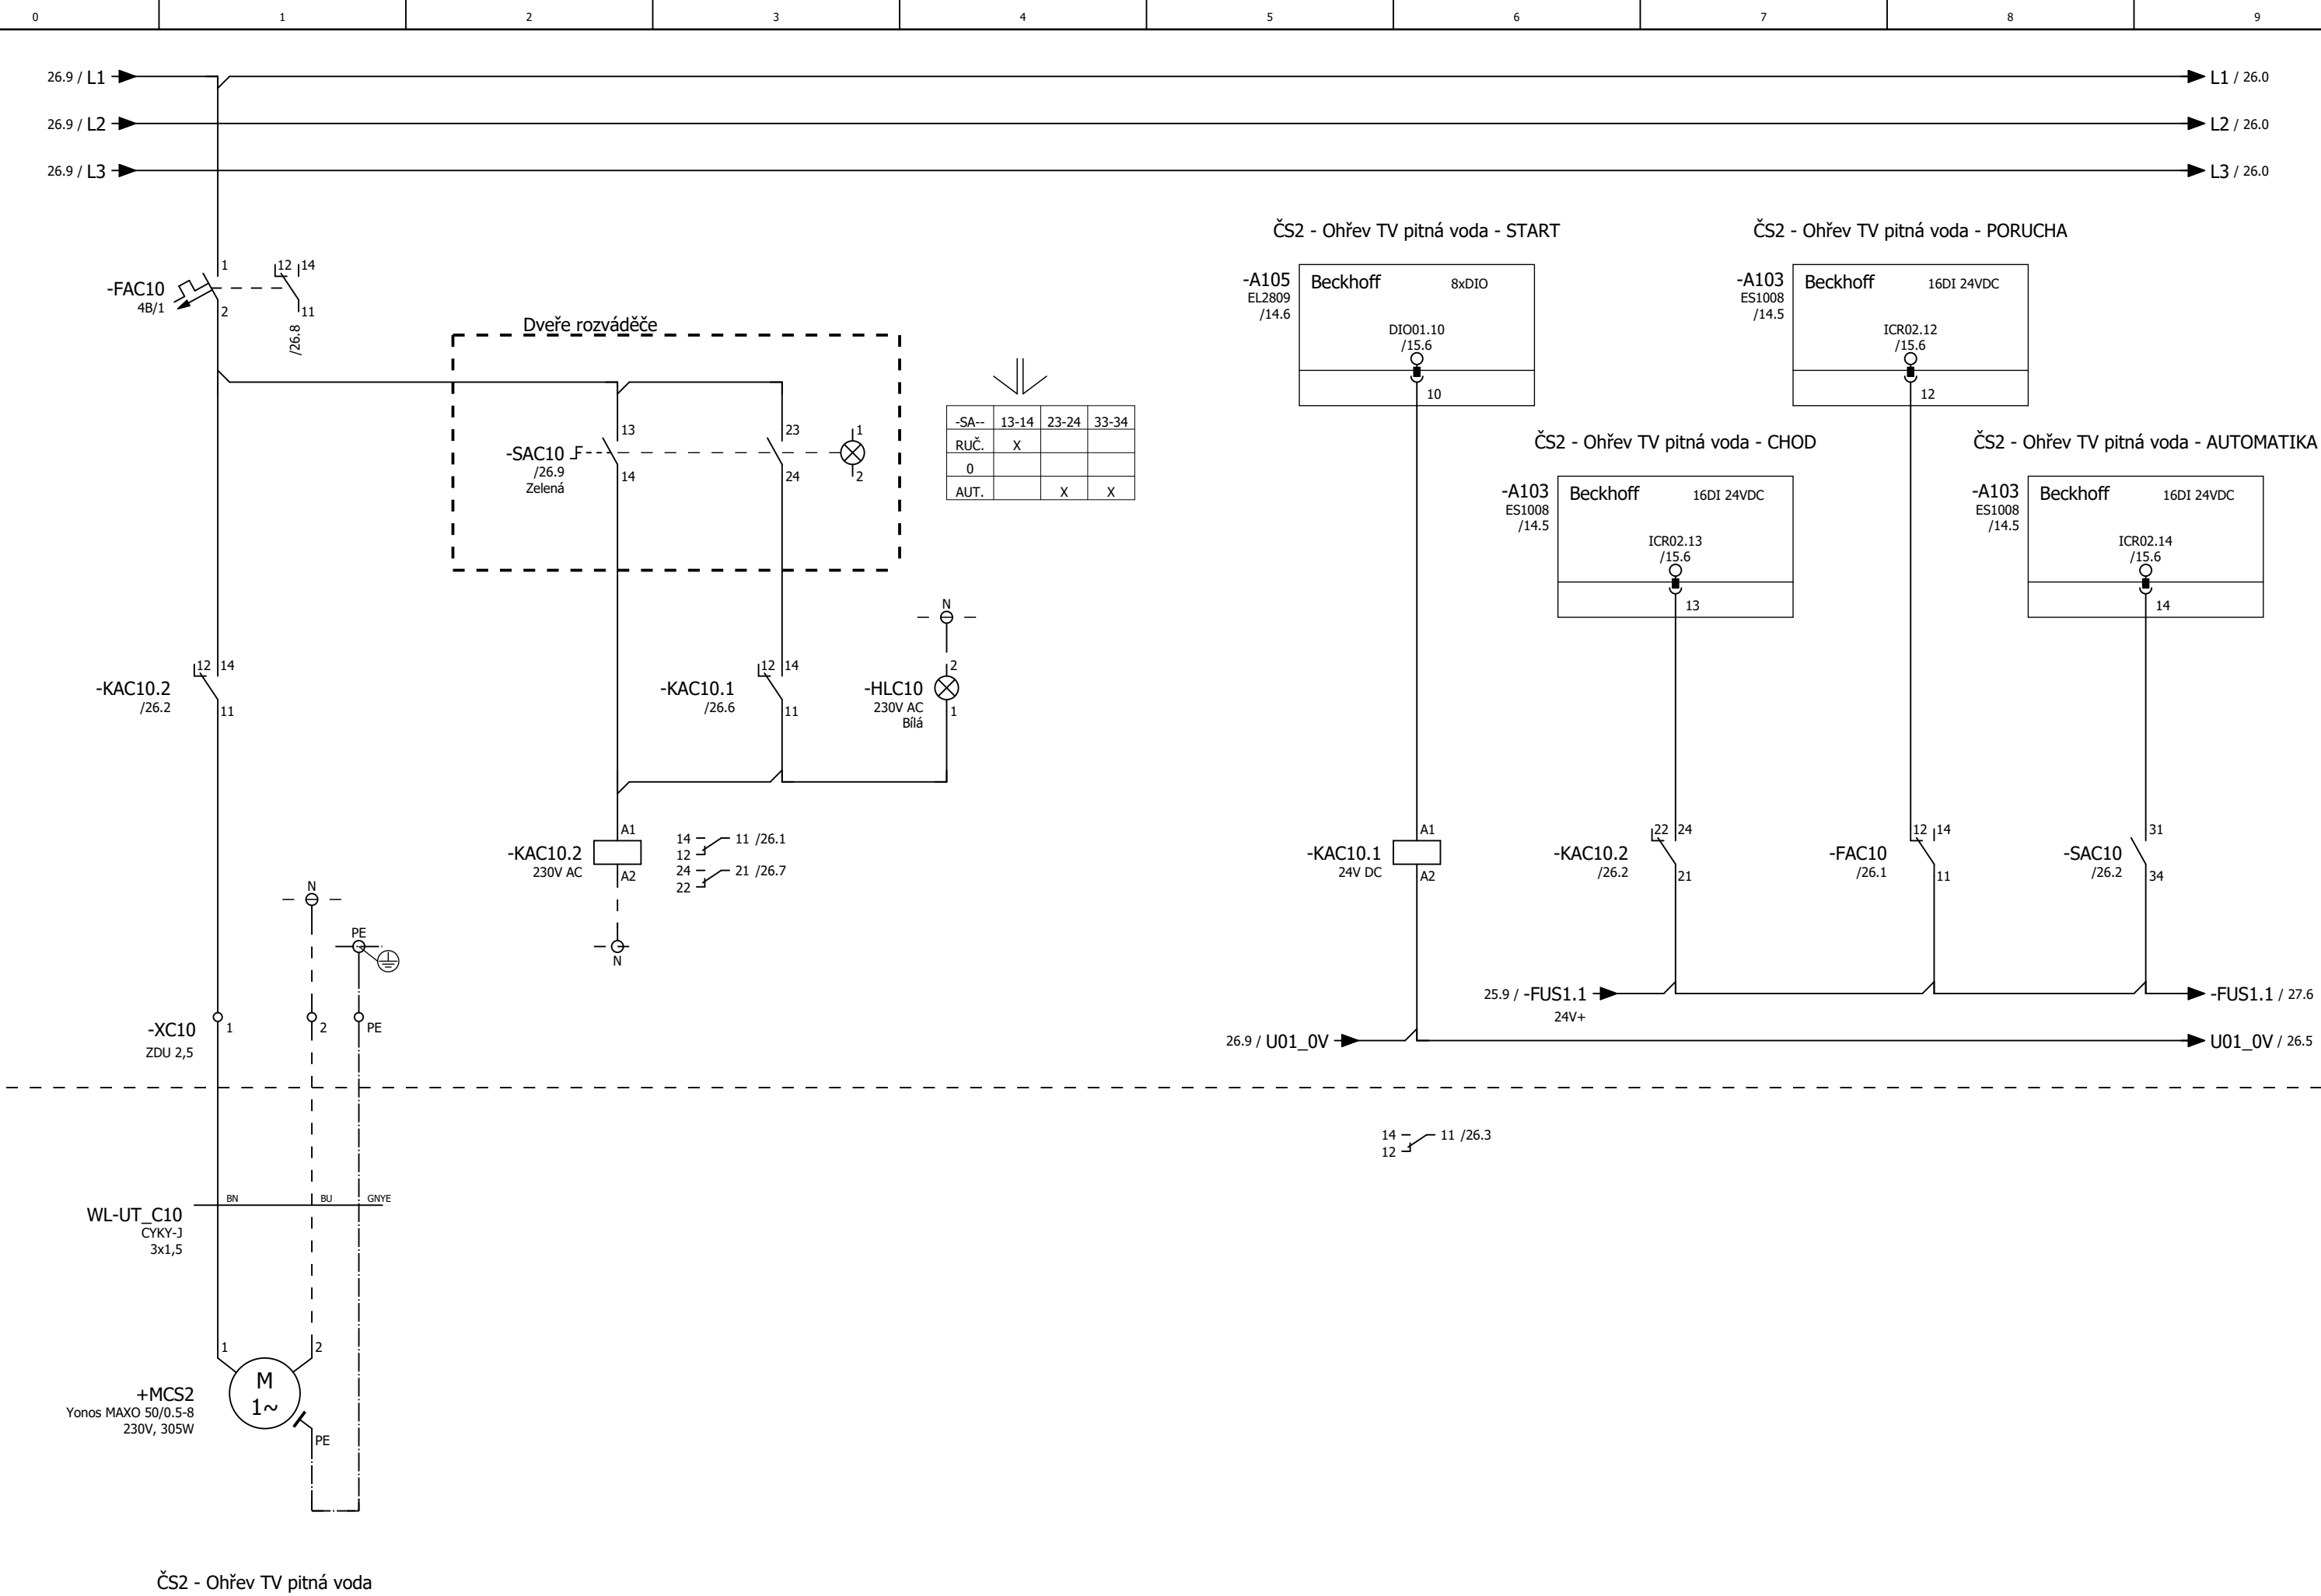 0 1 2 3 4 5 6 7 8 9
26.9 / L1
L1 / 26.0
26.9 / L2
L2 / 26.0
26.9 / L3
L3 / 26.0
-FAC10
4B/1
1
2
12 14
11
/26.8
Dveře rozváděče
-SAC10
/26.9
Zelená
13
14
23
24
1
2
-SA-- 13-14 23-24 33-34
RUČ. X
0
AUT. X X
-KAC10.2
/26.2
12 14
11
-KAC10.1
/26.6
12 14
11
N
-HLC10
230V AC
Bílá
2
1
-KAC10.2
230V AC
A1
A2
N
14 11 /26.1
12
24 21 /26.7
22
N
PE
-XC10
ZDU 2,5
1
2
PE
WL-UT_C10
CYKY-J
3x1,5
BN
BU
GNYE
1
2
M
1~
+MCS2
Yonos MAXO 50/0.5-8
230V, 305W
PE
ČS2 - Ohřev TV pitná voda
ČS2 - Ohřev TV pitná voda - START
-A105
EL2809
/14.6
Beckhoff 8xDIO
DIO01.10
/15.6
10
ČS2 - Ohřev TV pitná voda - PORUCHA
-A103
ES1008
/14.5
Beckhoff 16DI 24VDC
ICR02.12
/15.6
12
ČS2 - Ohřev TV pitná voda - CHOD
-A103
ES1008
/14.5
Beckhoff 16DI 24VDC
ICR02.13
/15.6
13
ČS2 - Ohřev TV pitná voda - AUTOMATIKA
-A103
ES1008
/14.5
Beckhoff 16DI 24VDC
ICR02.14
/15.6
14
-KAC10.1
24V DC
A1
A2
-KAC10.2
/26.2
22 24
21
-FAC10
/26.1
12 14
11
-SAC10
/26.2
31
34
25.9 / -FUS1.1
24V+
-FUS1.1 / 27.6
26.9 / U01_0V
U01_0V / 26.5
14 11 /26.3
12